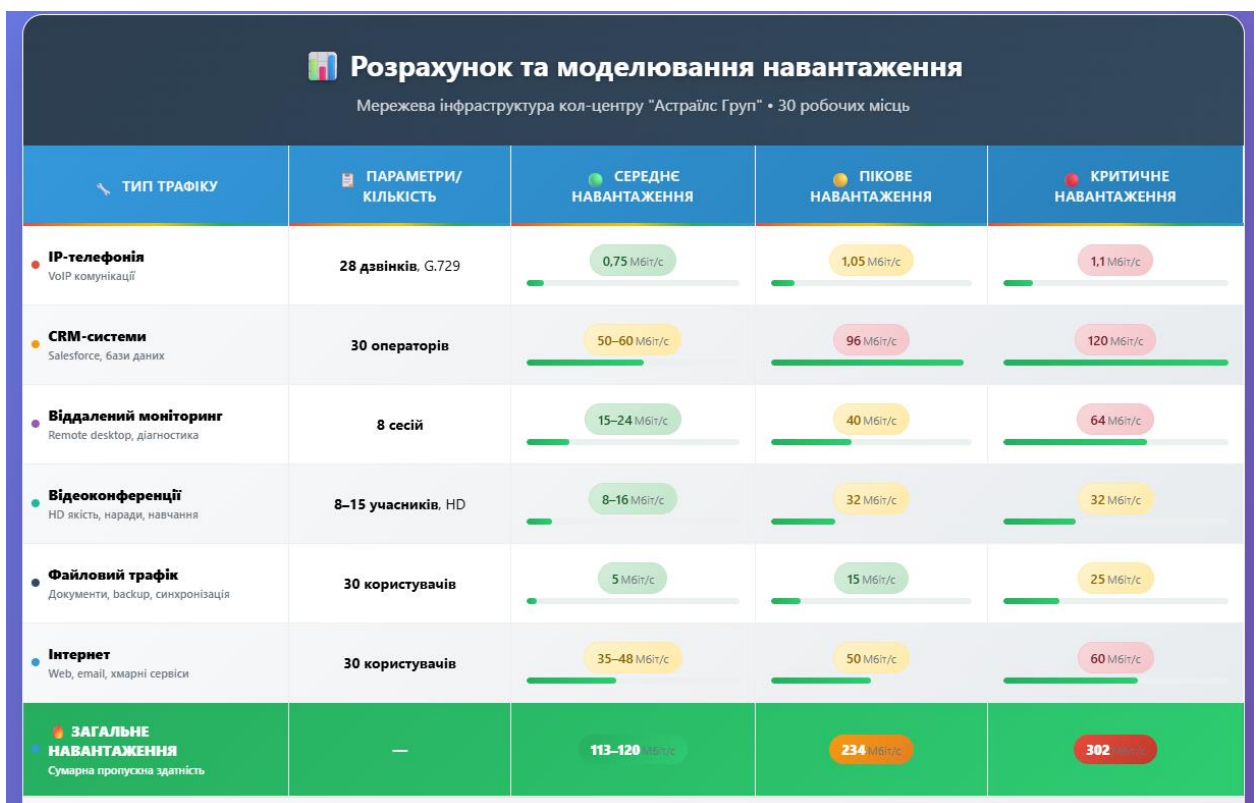 📊 Розрахунок та моделювання навантаження
Мережева інфраструктура кол-центру "Астраїлс Груп" • 30 робочих місць
ТИП ТРАФІКУ
ПАРАМЕТРИ/
КІЛЬКІСТЬ
СЕРЕДНЄ
НАВАНТАЖЕННЯ
ПІКОВЕ
НАВАНТАЖЕННЯ
КРИТИЧНЕ
НАВАНТАЖЕННЯ
IP-телефонія
VoIP комунікації
28 дзвінків, G.729
0,75 Мбіт/с
1,05 Мбіт/с
1,1 Мбіт/с
CRM-системи
Salesforce, бази даних
30 операторів
50–60 Мбіт/с
96 Мбіт/с
120 Мбіт/с
Віддалений моніторинг
Remote desktop, діагностика
8 сесій
15–24 Мбіт/с
40 Мбіт/с
64 Мбіт/с
Відеоконференції
HD якість, наради, навчання
8–15 учасників, HD
8–16 Мбіт/с
32 Мбіт/с
32 Мбіт/с
Файловий трафік
Документи, backup, синхронізація
30 користувачів
5 Мбіт/с
15 Мбіт/с
25 Мбіт/с
Інтернет
Web, email, хмарні сервіси
30 користувачів
35–48 Мбіт/с
50 Мбіт/с
60 Мбіт/с
ЗАГАЛЬНЕ
НАВАНТАЖЕННЯ
Сумарна пропускна здатність
—
113–120 Мбіт/с
234 Мбіт/с
302 Мбіт/с